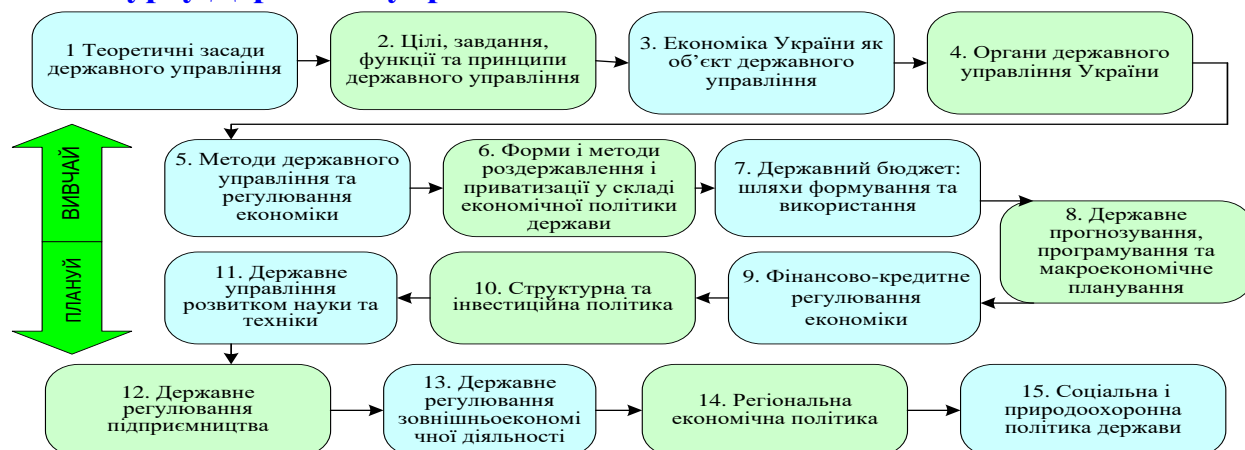 1 Теоретичні засади
державного управління
2. Цілі, завдання,
функції та принципи
державного управління
3. Економіка України як
об’єкт державного
управління
4. Органи державного
управління України
ВИВЧАЙ
ПЛАНУЙ
5. Методи державного
управління та
регулювання
економіки
6. Форми і методи
роздержавлення і
приватизації у складі
економічної політики
держави
7. Державний бюджет:
шляхи формування та
використання
8. Державне
прогнозування,
програмування та
макроекономічне
планування
9. Фінансово-кредитне
регулювання
економіки
10. Структурна та
інвестиційна політика
11. Державне
управління
розвитком науки та
техніки
12. Державне
регулювання
підприємництва
13. Державне
регулювання
зовнішньоекономі
чної діяльності
14. Регіональна
економічна політика
15. Соціальна і
природоохоронна
політика держави